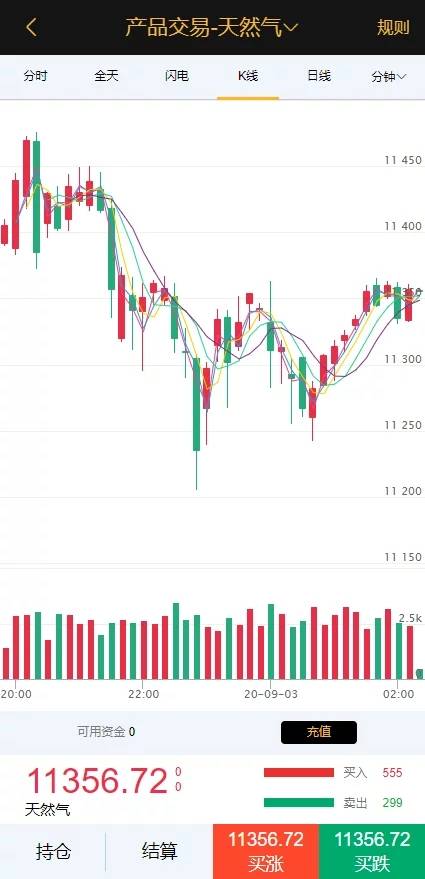 产品交易-天然气
规则
分时 全天 闪电 K线 日线 分钟
11 450
11 400
11 300
11 250
11 200
11 150
2.5k
20:00 22:00 20-09-03 02:00
可用资金 0 充值
11356.72 0
0
买入 555
天然气
卖出 299
持仓 结算
11356.72 11356.72
买涨 买跌